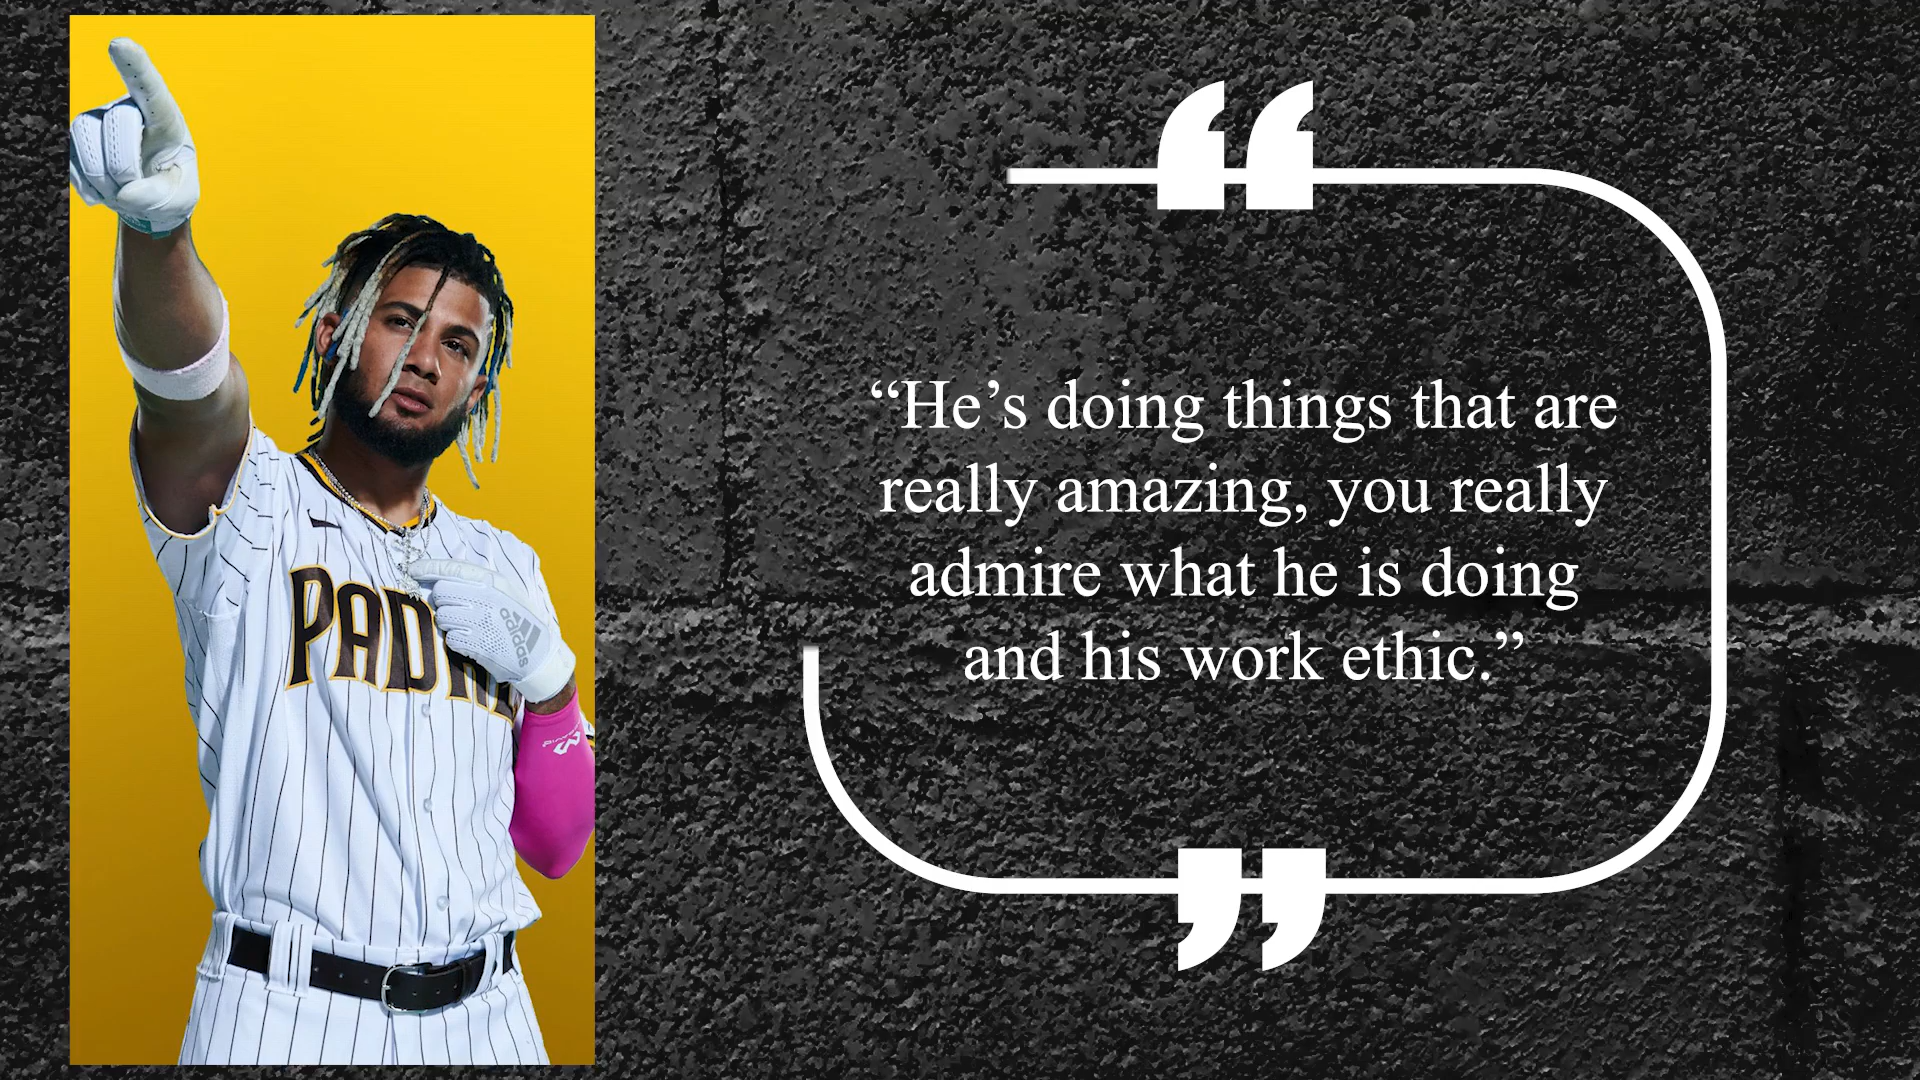 “He’s doing things that are
really amazing, you really
admire what he is doing
and his work ethic.”
PAD
adidas